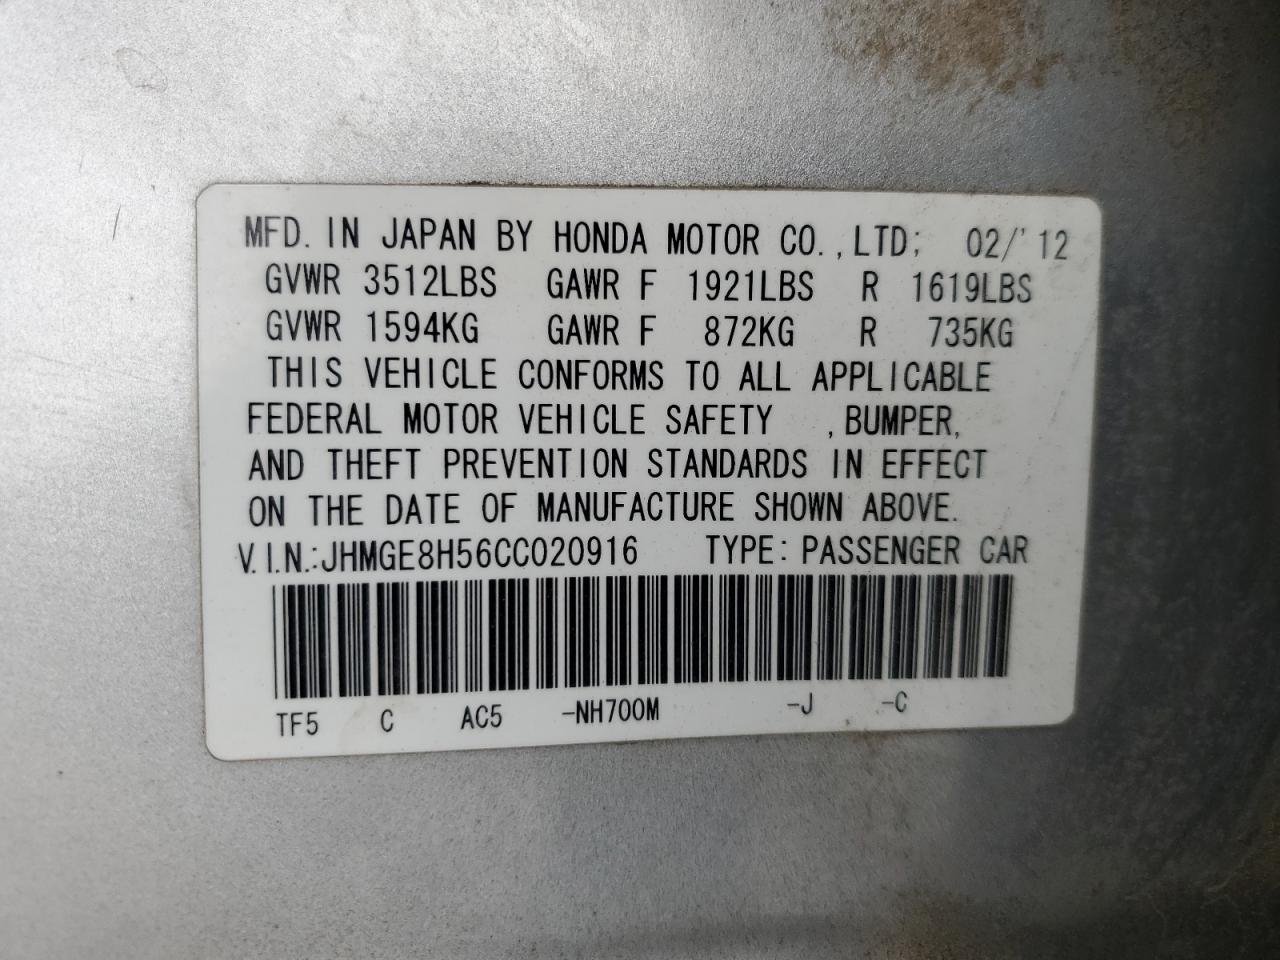 MFD. IN JAPAN BY HONDA MOTOR CO., LTD; 02/'12
GVWR 3512LBS GAWR F 1921LBS R 1619LBS
GVWR 1594KG GAWR F 872KG R 735KG
THIS VEHICLE CONFORMS TO ALL APPLICABLE
FEDERAL MOTOR VEHICLE SAFETY , BUMPER,
AND THEFT PREVENTION STANDARDS IN EFFECT
ON THE DATE OF MANUFACTURE SHOWN ABOVE.
V.I.N.:JHMGE8H56CC020916 TYPE: PASSENGER CAR
TF5 C AC5 -NH700M -J -C